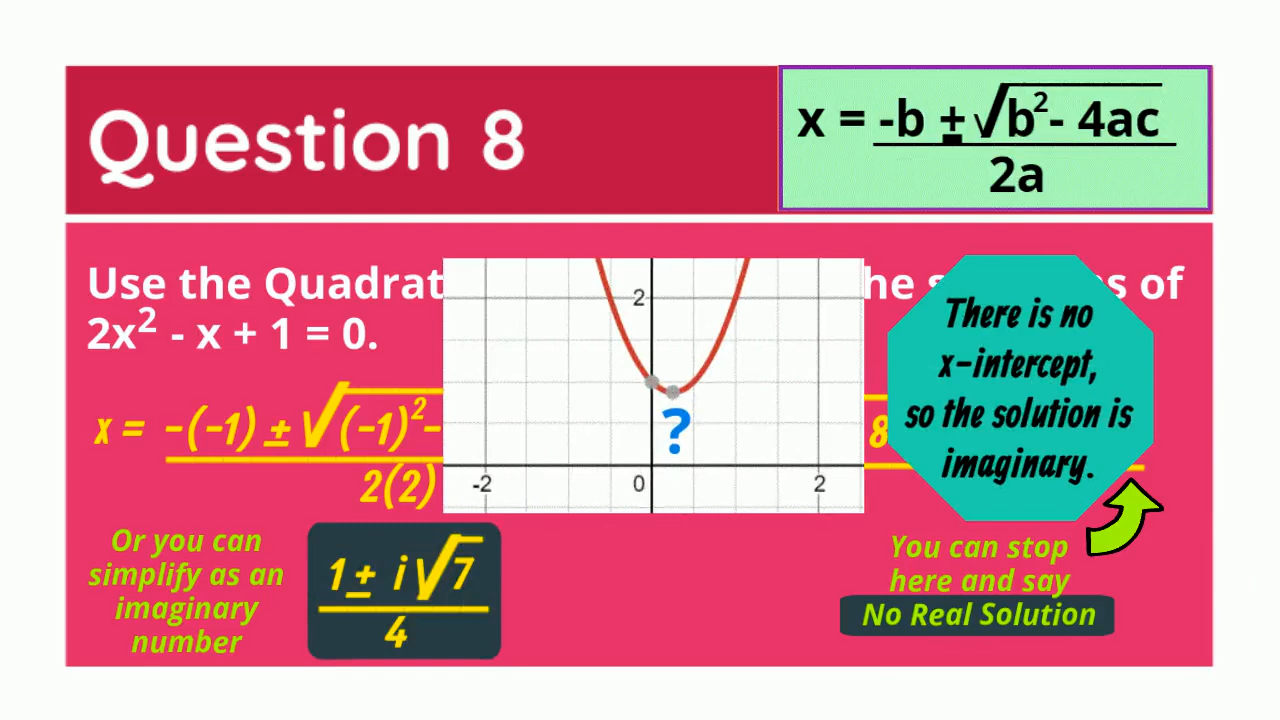 Question 8
x = -b ± √b² - 4ac
2a
Use the Quadrat he s s of
2x² - x + 1 = 0.
x = -(-1) ± √(-1)² - 8
2(2)
2
-2 0 2
?
There is no
x-intercept,
so the solution is
imaginary.
Or you can
simplify as an
imaginary
number
1 ± i√7
4
You can stop
here and say
No Real Solution